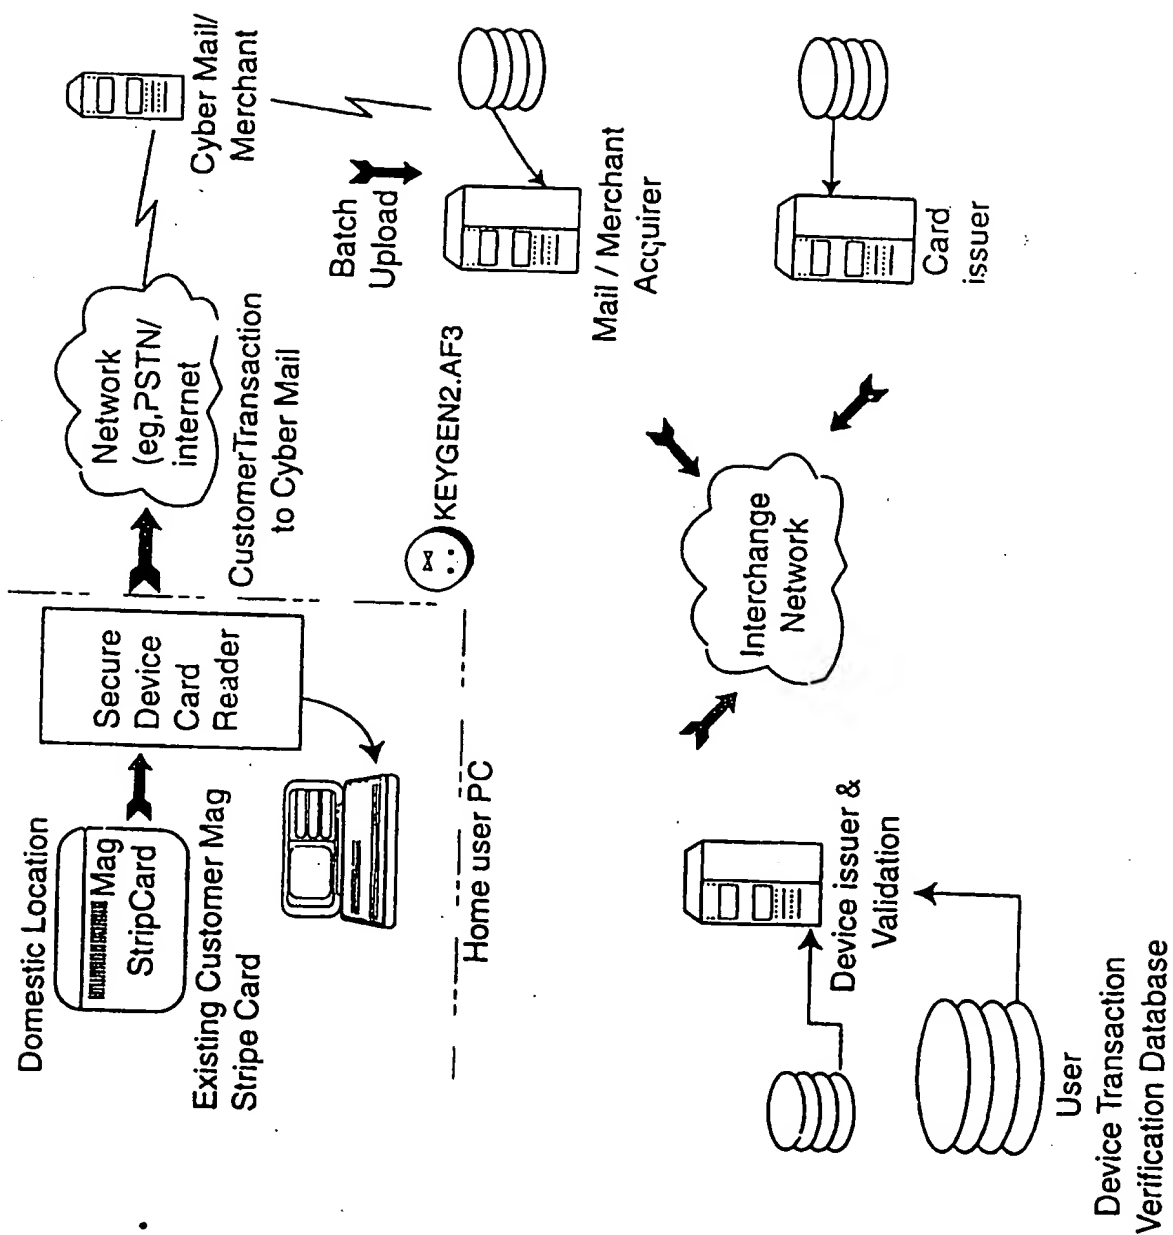 Domestic Location
Mag
StripCard
Existing Customer Mag
Stripe Card
Secure
Device
Card
Reader
Home user PC
Network
(eg,PSTN/
internet
CustomerTransaction
to Cyber Mail
KEYGEN2.AF3
Cyber Mail/
Merchant
Batch
Upload
Mail / Merchant
Acquirer
Card
issuer
Interchange
Network
Device issuer &
Validation
User
Device Transaction
Verification Database